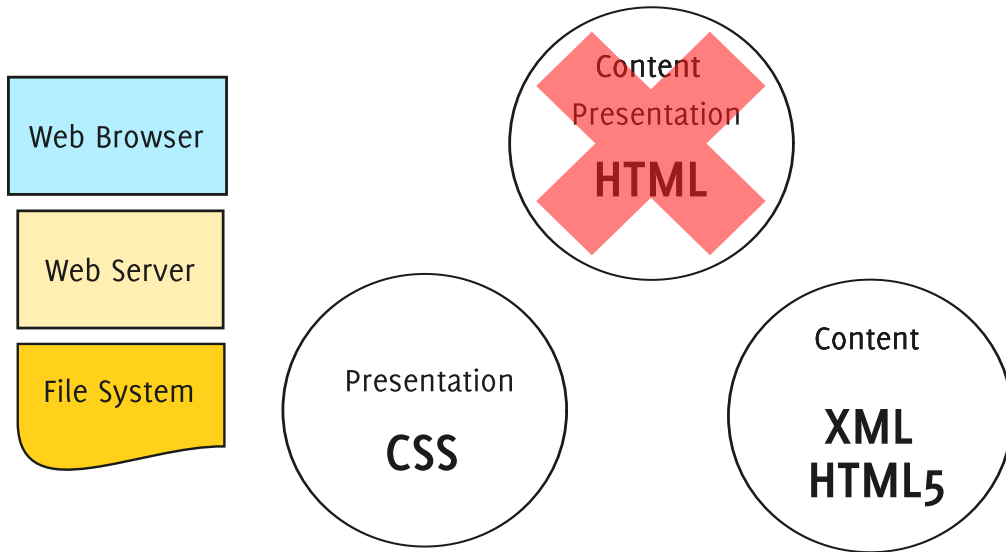 Web Browser
Web Server
File System
Content
Presentation
HTML
Presentation
CSS
Content
XML
HTML5